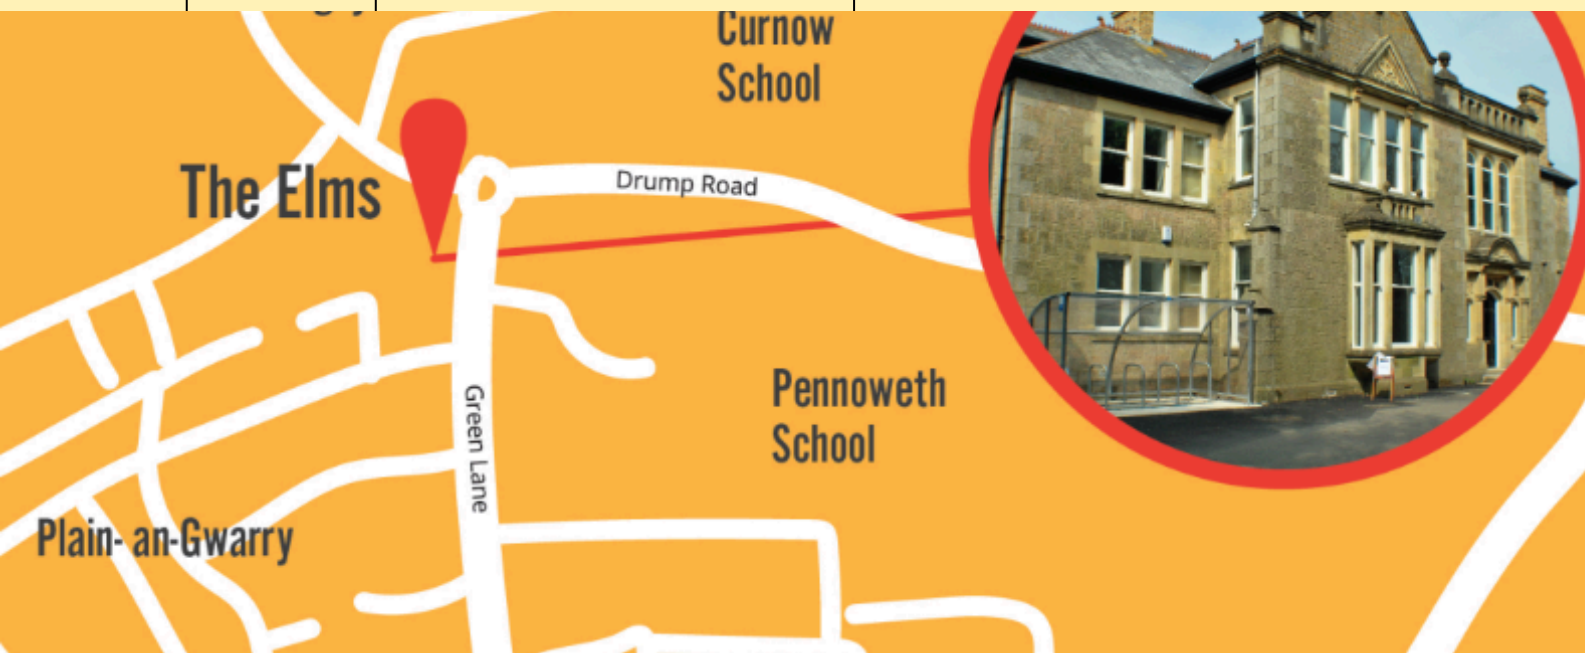 Curnow
School
The Elms
Drump Road
Green Lane
Pennoweth
School
Plain- an-Gwarry